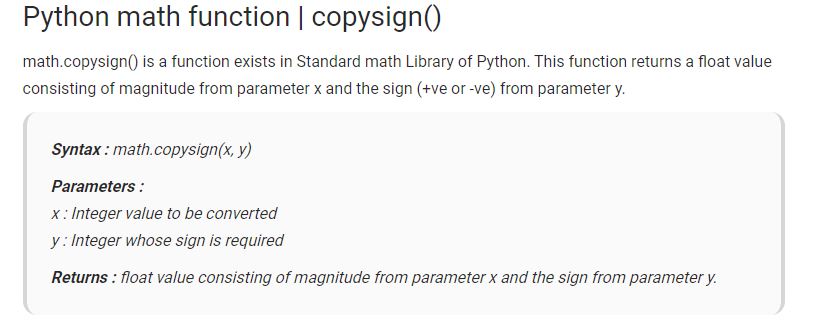 Python math function | copysign()
math.copysign() is a function exists in Standard math Library of Python. This function returns a float value
consisting of magnitude from parameter x and the sign (+ve or -ve) from parameter y.
Syntax : math.copysign(x, y)
Parameters :
x : Integer value to be converted
y : Integer whose sign is required
Returns : float value consisting of magnitude from parameter x and the sign from parameter y.